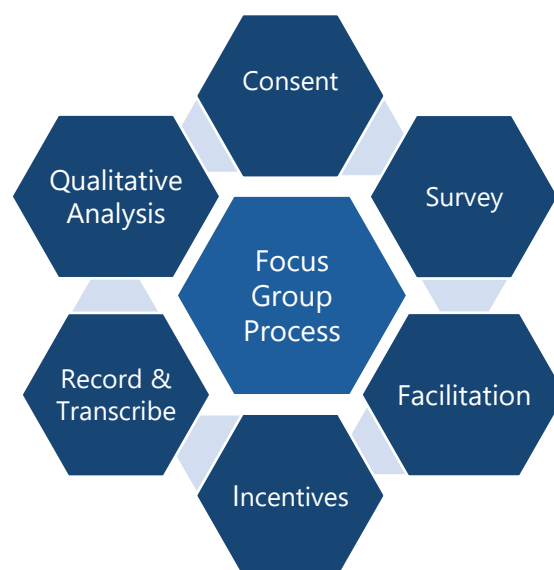 Consent
Survey
Facilitation
Incentives
Record &
Transcribe
Qualitative
Analysis
Focus
Group
Process